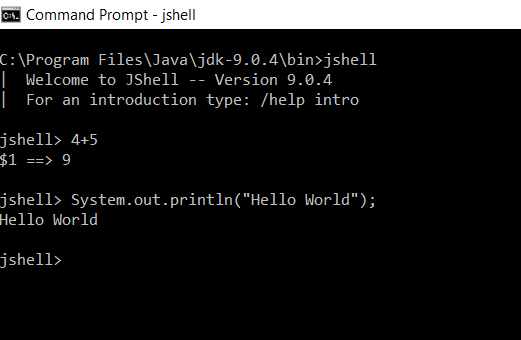 Command Prompt - jshell
C:\Program Files\Java\jdk-9.0.4\bin>jshell
|  Welcome to JShell -- Version 9.0.4
|  For an introduction type: /help intro
jshell> 4+5
$1 ==> 9
jshell> System.out.println("Hello World");
Hello World
jshell>